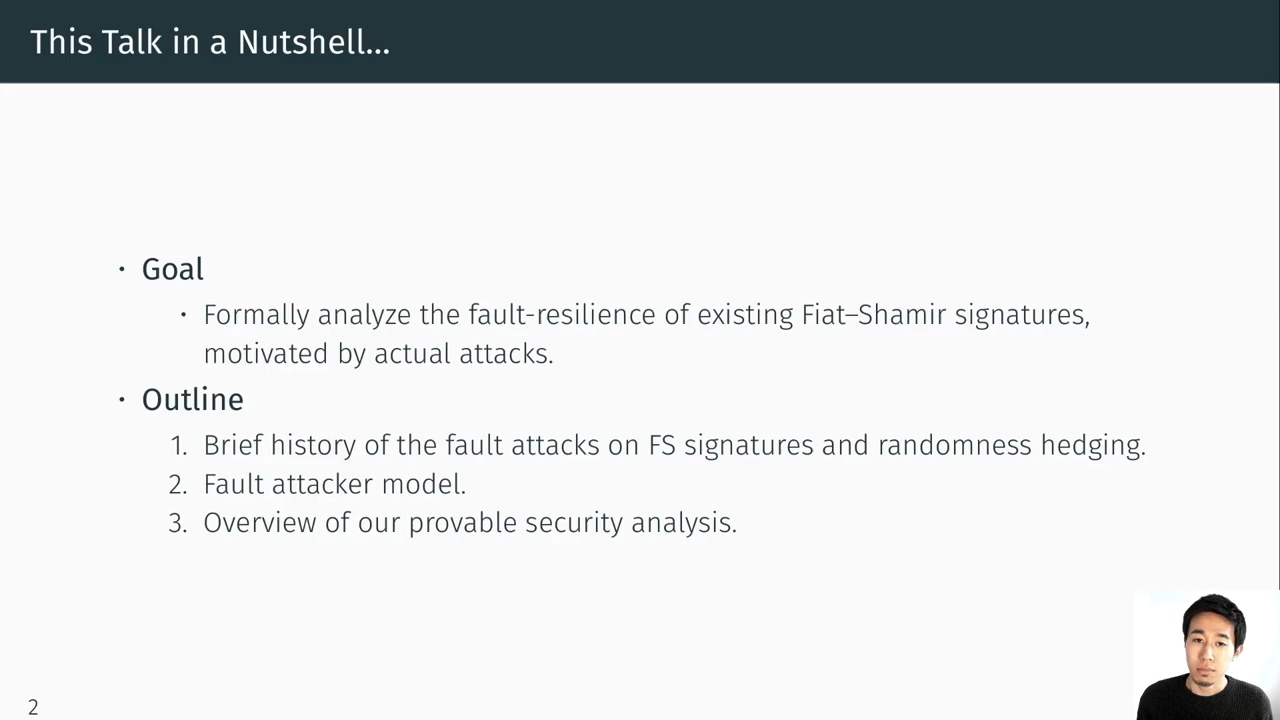 This Talk in a Nutshell...
• Goal
• Formally analyze the fault-resilience of existing Fiat–Shamir signatures,
motivated by actual attacks.
• Outline
1. Brief history of the fault attacks on FS signatures and randomness hedging.
2. Fault attacker model.
3. Overview of our provable security analysis.
2